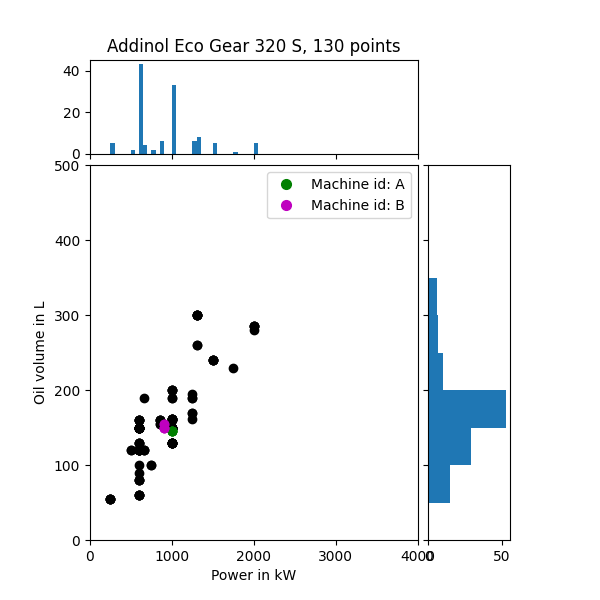 Addinol Eco Gear 320 S, 130 points
40
20
0
500
400
300
200
100
0
Oil volume in L
Machine id: A
Machine id: B
0 1000 2000 3000 4000
Power in kW
0 50